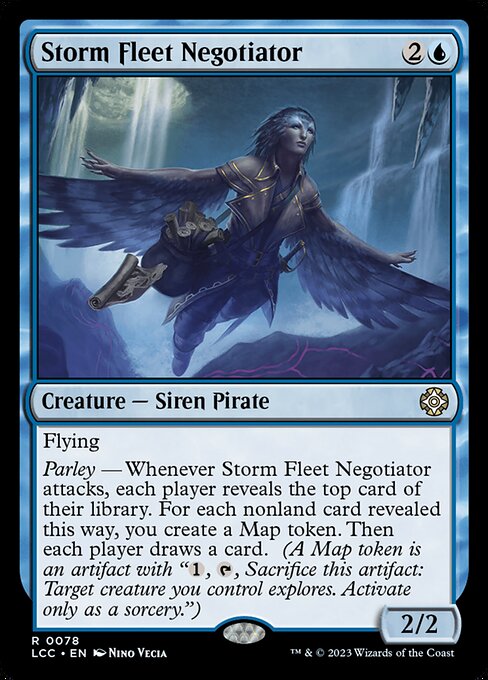 Storm Fleet Negotiator 2
Creature — Siren Pirate
Flying
Parley — Whenever Storm Fleet Negotiator
attacks, each player reveals the top card of
their library. For each nonland card revealed
this way, you create a Map token. Then
each player draws a card. (A Map token is
an artifact with “1, , Sacrifice this artifact:
Target creature you control explores. Activate
only as a sorcery.”)
2/2
R 0078
LCC • EN Nino Vecia
™ & © 2023 Wizards of the Coast